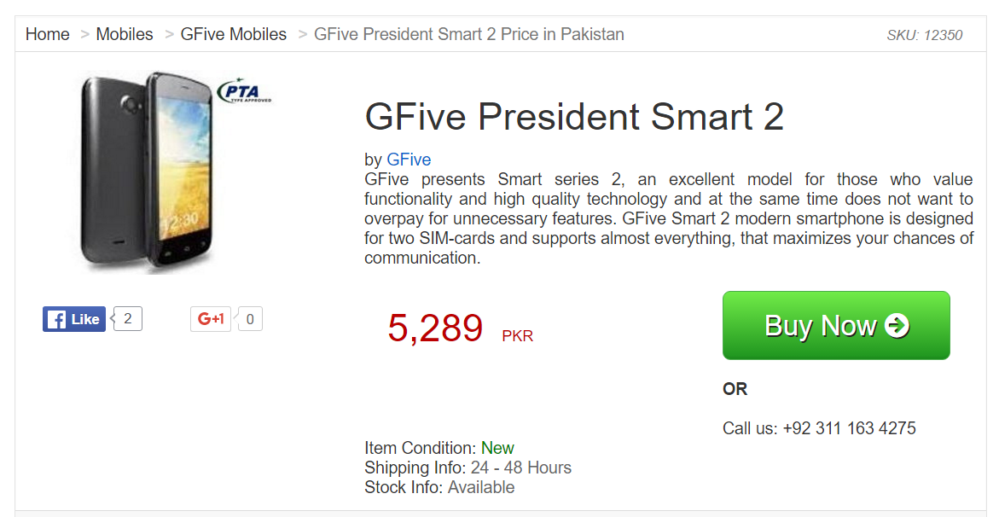 Home > Mobiles > GFive Mobiles > GFive President Smart 2 Price in Pakistan
SKU: 12350
PTA
TYPE APPROVED
12:30
GFive President Smart 2
by GFive
GFive presents Smart series 2, an excellent model for those who value
functionality and high quality technology and at the same time does not want to
overpay for unnecessary features. GFive Smart 2 modern smartphone is designed
for two SIM-cards and supports almost everything, that maximizes your chances of
communication.
Like 2
G+1 0
5,289 PKR
Buy Now
OR
Call us: +92 311 163 4275
Item Condition: New
Shipping Info: 24 - 48 Hours
Stock Info: Available